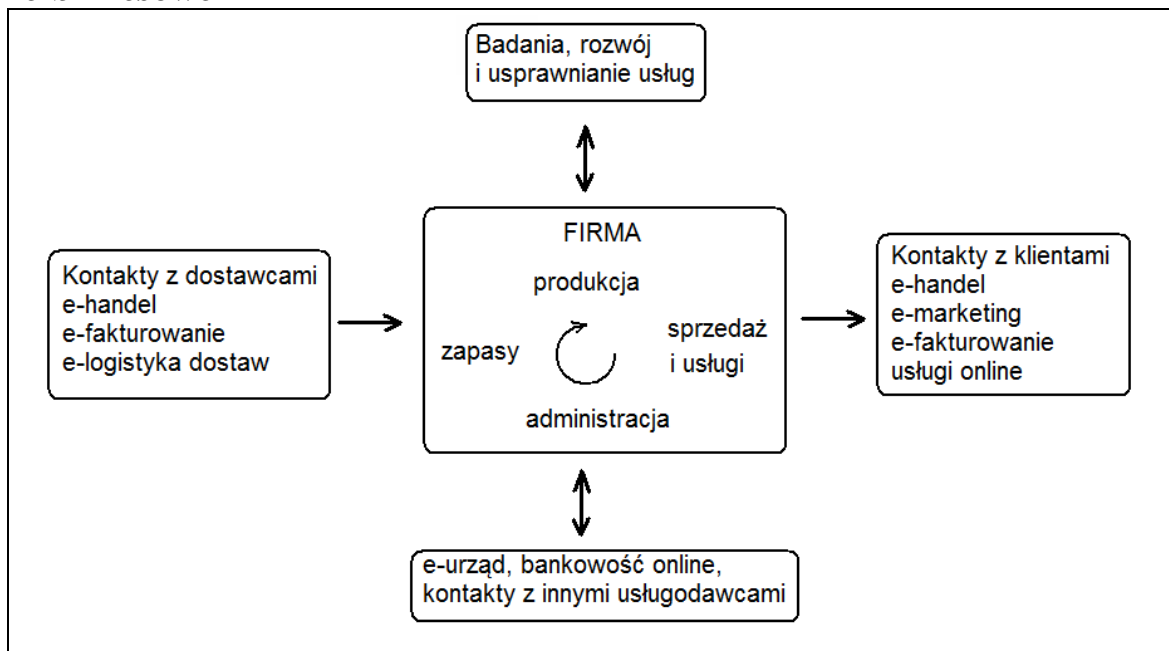 Badania, rozwój
i usprawnianie usług
FIRMA
produkcja
zapasy
sprzedaż
i usługi
administracja
Kontakty z dostawcami
e-handel
e-fakturowanie
e-logistyka dostaw
Kontakty z klientami
e-handel
e-marketing
e-fakturowanie
usługi online
e-urząd, bankowość online,
kontakty z innymi usługodawcami